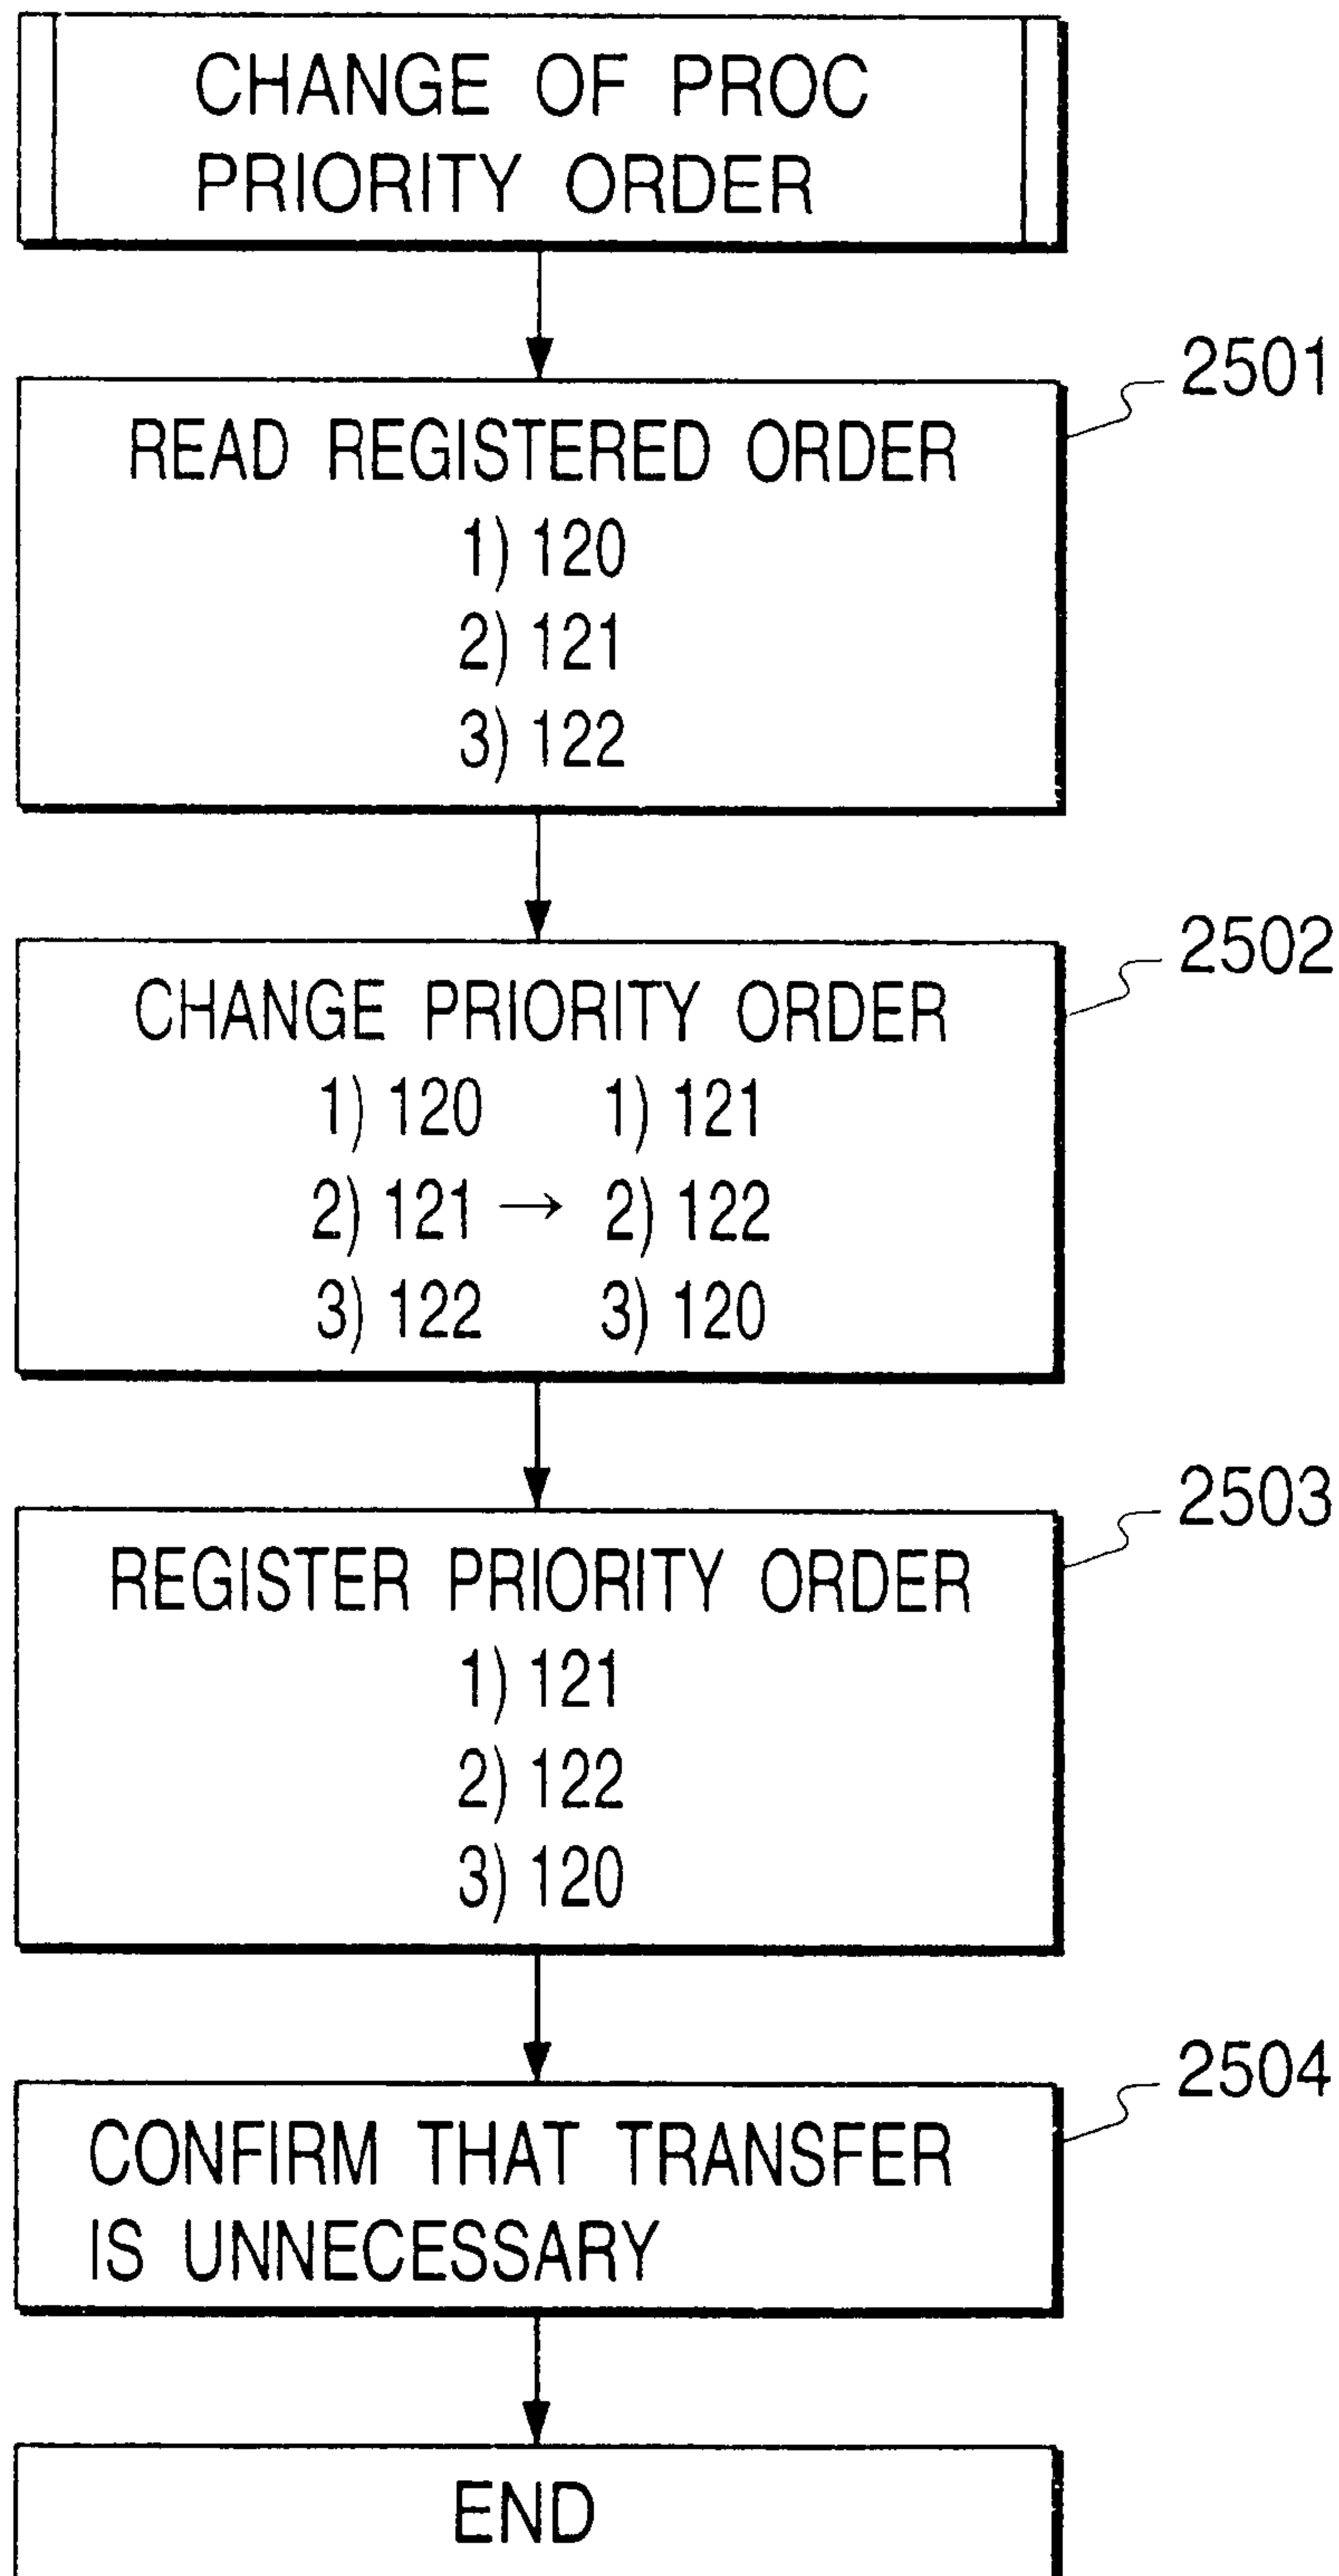 CHANGE OF PROC
PRIORITY ORDER
2501
READ REGISTERED ORDER
1) 120
2) 121
3) 122
2502
CHANGE PRIORITY ORDER
1) 120 1) 121
2) 121 → 2) 122
3) 122 3) 120
2503
REGISTER PRIORITY ORDER
1) 121
2) 122
3) 120
2504
CONFIRM THAT TRANSFER
IS UNNECESSARY
END